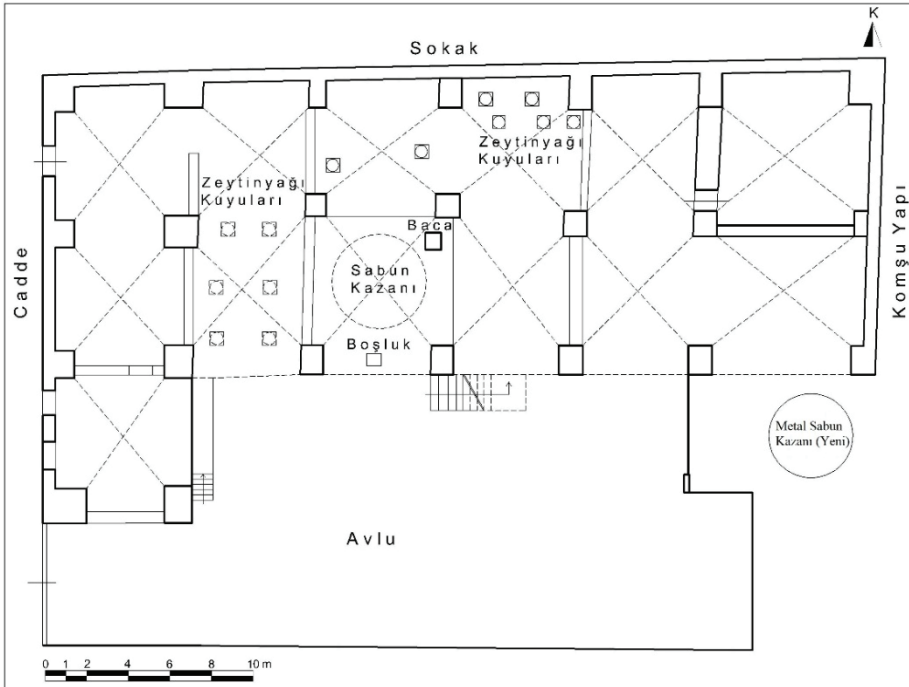 K
Sokak
Zeytinyağı
Kuyuları
Zeytinyağı
Kuyuları
Baca
Cadde
Sabun
Kazanı
Komşu Yapı
Boşluk
Metal Sabun
Kazanı (Yeni)
Avlu
0 1 2 4 6 8 10 m